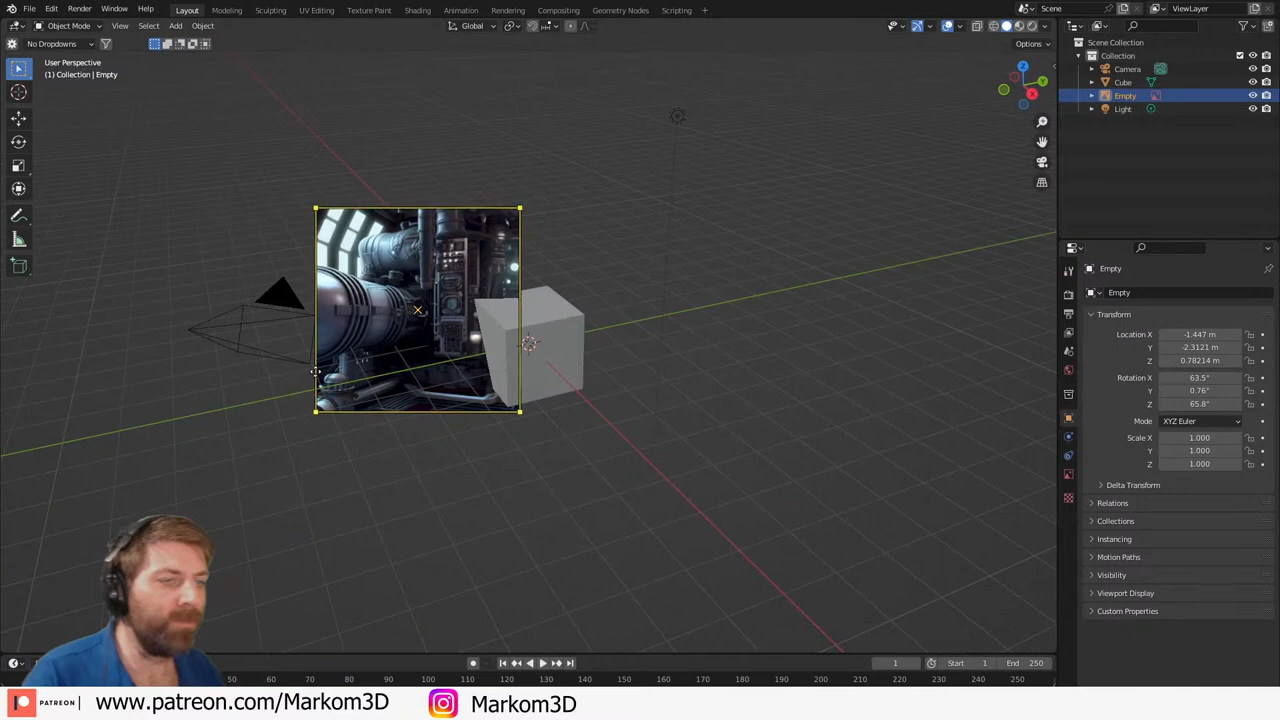 File Edit Render Window Help Layout Modeling Sculpting UV Editing Texture Paint Shading Animation Rendering Compositing Geometry Nodes Scripting Scene ViewLayer
Object Mode View Select Add Object Global
No Dropdowns Options
User Perspective
(1) Collection | Empty
Z
Y
X
Scene Collection
Collection
Camera
Cube
Empty
Light
Empty
Empty
Transform
Location X -1.447 m
Y -2.3121 m
Z 0.78214 m
Rotation X 63.5°
Y 0.76°
Z 65.8°
Mode XYZ Euler
Scale X 1.000
Y 1.000
Z 1.000
Delta Transform
Relations
Collections
Instancing
Motion Paths
Visibility
Viewport Display
Custom Properties
1 Start 1 End 250
50 60 70 80 90 100 110 120 130 140 150 160 170 180 190 200 210 220 230 240 250
PATREON www.patreon.com/Markom3D Markom3D